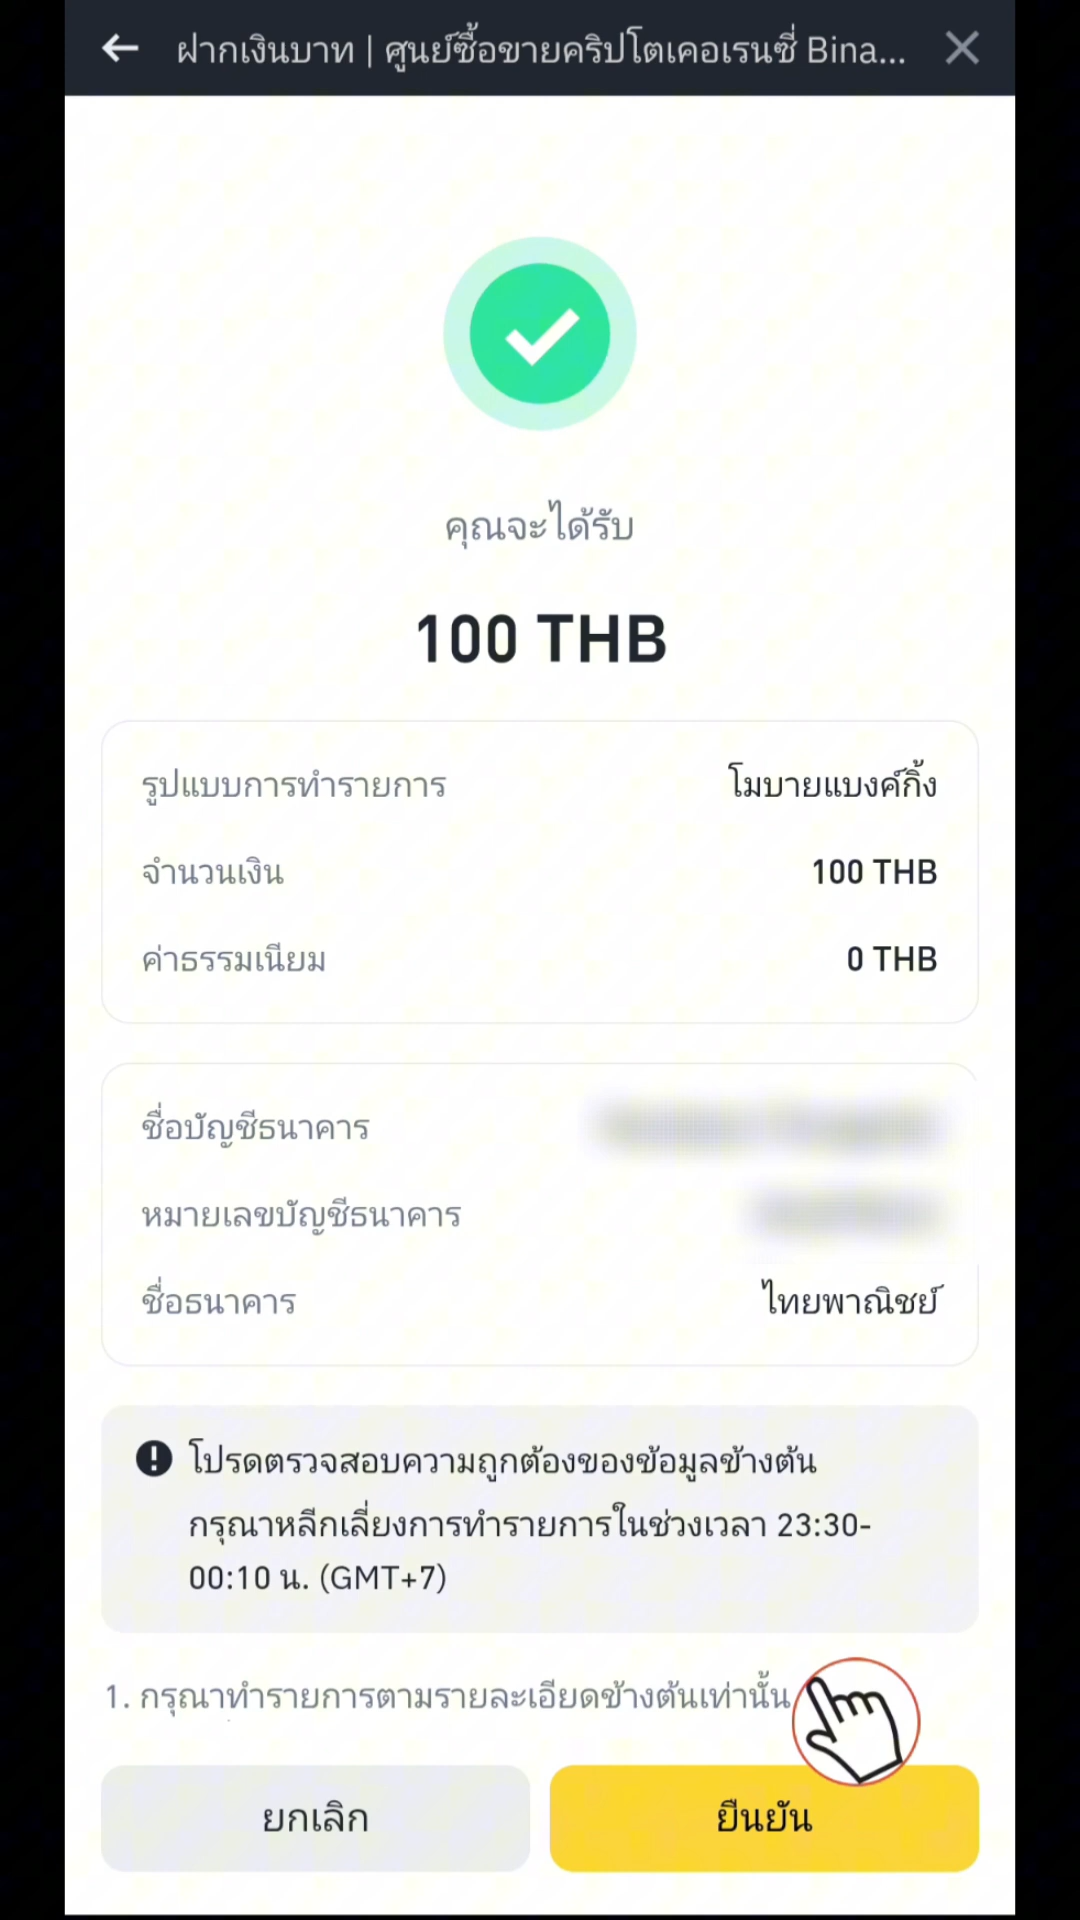 ฝากเงินบาท | ศูนย์ซื้อขายคริปโตเคอเรนซี่ Bina...
คุณจะได้รับ
100 THB
รูปแบบการทำรายการ โมบายแบงค์กิ้ง
จำนวนเงิน 100 THB
ค่าธรรมเนียม 0 THB
ชื่อบัญชีธนาคาร
หมายเลขบัญชีธนาคาร
ชื่อธนาคาร ไทยพาณิชย์
โปรดตรวจสอบความถูกต้องของข้อมูลข้างต้น
กรุณาหลีกเลี่ยงการทำรายการในช่วงเวลา 23:30-
00:10 น. (GMT+7)
1. กรุณาทำรายการตามรายละเอียดข้างต้นเท่านั้น
ยกเลิก ยืนยัน